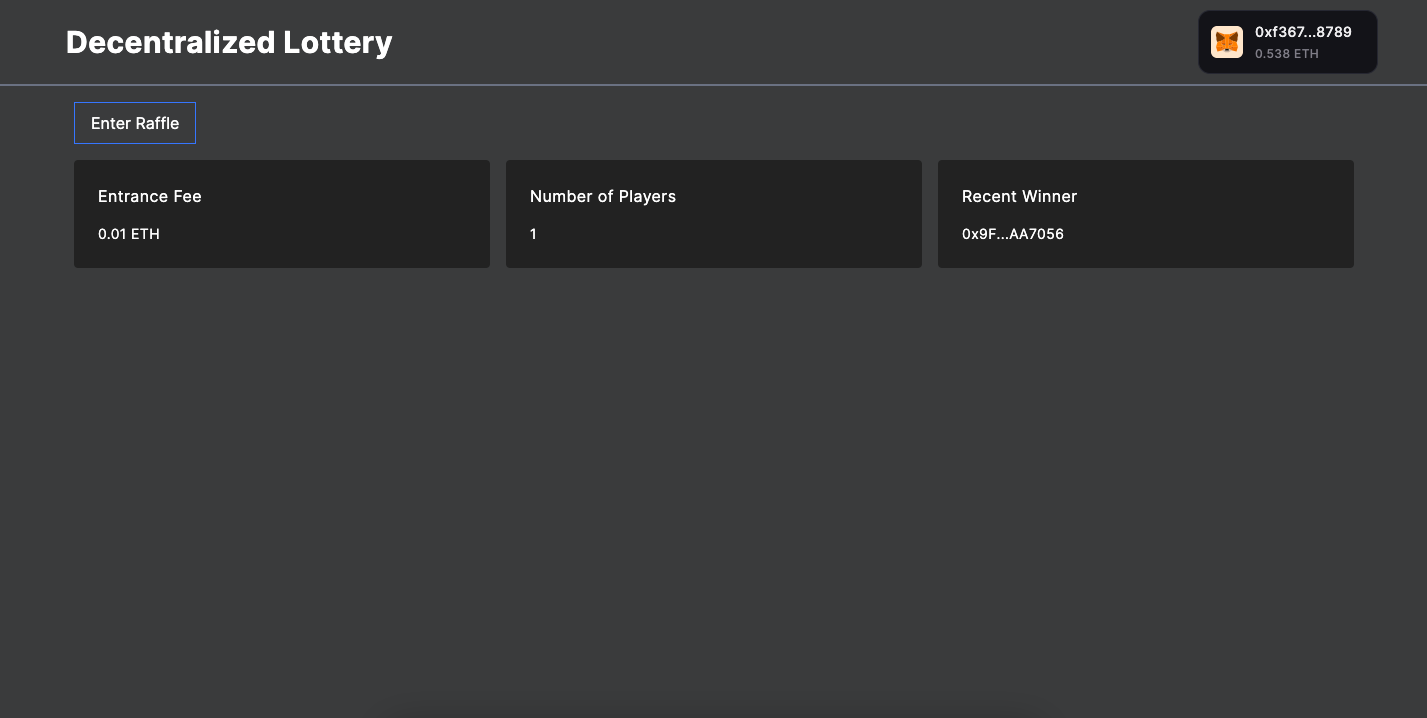 Decentralized Lottery
0xf367...8789
0.538 ETH
Enter Raffle
Entrance Fee
0.01 ETH
Number of Players
1
Recent Winner
0x9F...AA7056